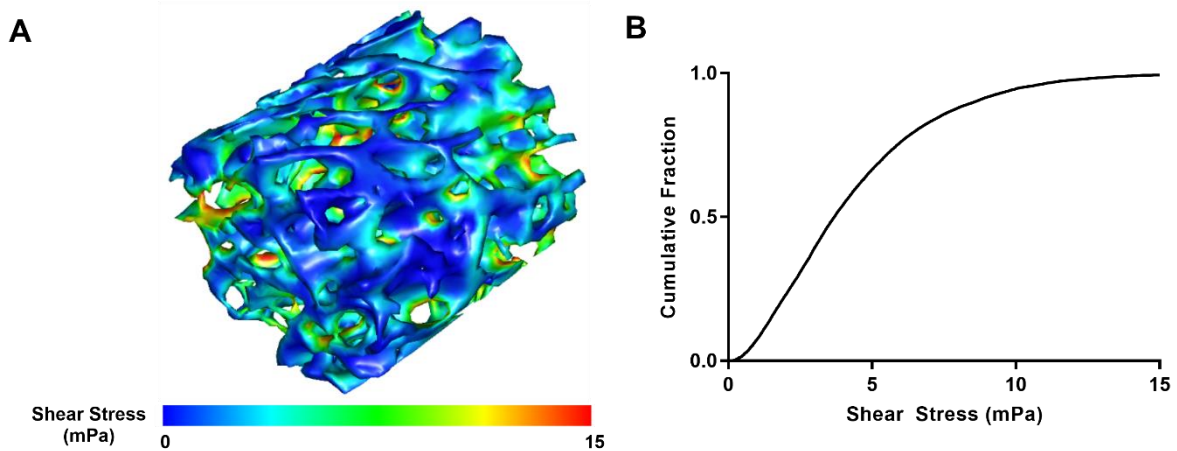 A
B
1.0
0.5
0.0
Cumulative Fraction
0 5 10 15
Shear Stress (mPa)
Shear Stress
(mPa)
0 15